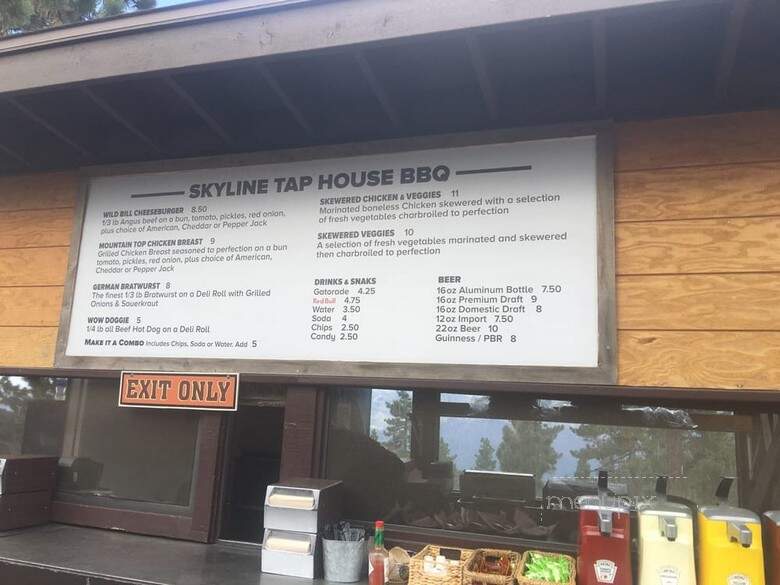 SKYLINE TAP HOUSE BBQ
WILD BILL CHEESEBURGER 8.50
1/3 lb Angus beef on a bun, tomato, pickles, red onion,
plus choice of American, Cheddar or Pepper Jack
MOUNTAIN TOP CHICKEN BREAST 9
Grilled Chicken Breast seasoned to perfection on a bun
tomato, pickles, red onion, plus choice of American,
Cheddar or Pepper Jack
GERMAN BRATWURST 8
The finest 1/3 lb Bratwurst on a Deli Roll with Grilled
Onions & Sauerkraut
WOW DOGGIE 5
1/4 lb all Beef Hot Dog on a Deli Roll
MAKE IT A COMBO Includes Chips, Soda or Water, Add 5
SKEWERED CHICKEN & VEGGIES 11
Marinated boneless Chicken skewered with a selection
of fresh vegetables charbroiled to perfection
SKEWERED VEGGIES 10
A selection of fresh vegetables marinated and skewered
then charbroiled to perfection
DRINKS & SNAKS
Gatorade 4.25
Red Bull 4.75
Water 3.50
Soda 4
Chips 2.50
Candy 2.50
BEER
16oz Aluminum Bottle 7.50
16oz Premium Draft 9
16oz Domestic Draft 8
12oz Import 7.50
22oz Beer 10
Guinness / PBR 8
EXIT ONLY
menupix
HEINZ
HEINZ
HEINZ